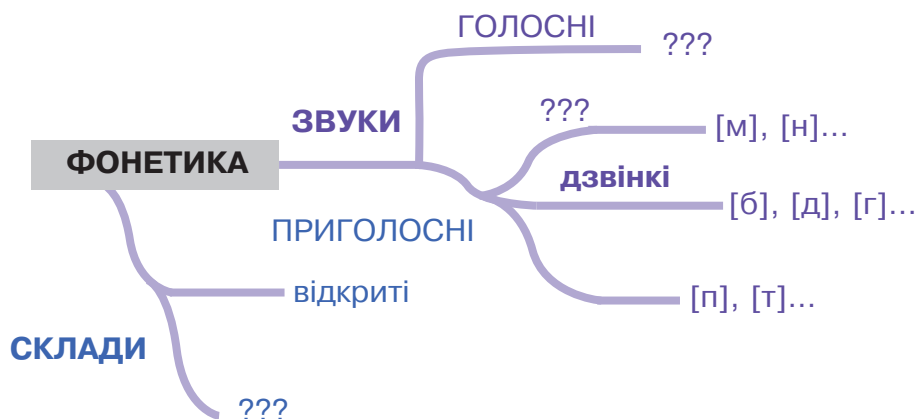 ГОЛОСНІ
???
ЗВУКИ
???
[м], [н]...
ФОНЕТИКА
дзвінкі
[б], [д], [г]...
ПРИГОЛОСНІ
відкриті
[п], [т]...
СКЛАДИ
???